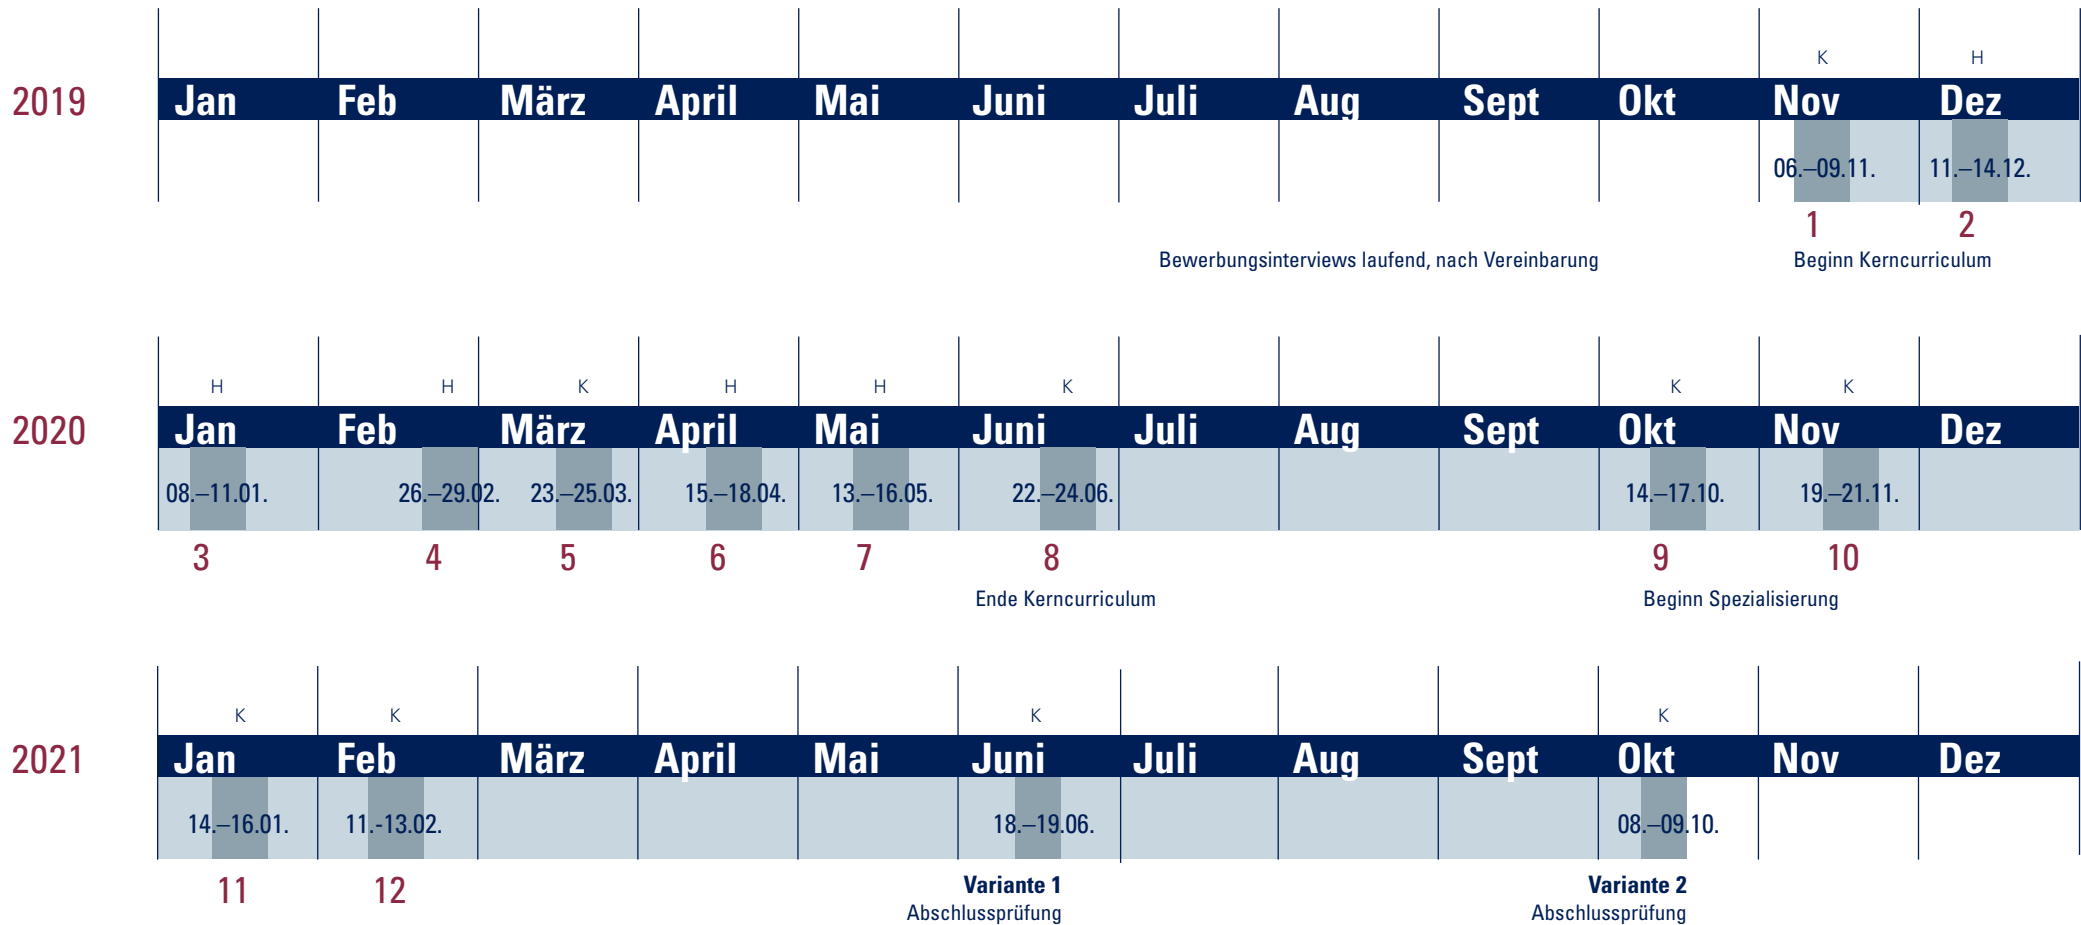 K H
2019 Jan Feb März April Mai Juni Juli Aug Sept Okt Nov Dez
06.–09.11. 11.–14.12.
1 2
Bewerbungsinterviews laufend, nach Vereinbarung Beginn Kerncurriculum
H H K H H K K K
2020 Jan Feb März April Mai Juni Juli Aug Sept Okt Nov Dez
08.–11.01. 26.–29.02. 23.–25.03. 15.–18.04. 13.–16.05. 22.–24.06. 14.–17.10. 19.–21.11.
3 4 5 6 7 8 9 10
Ende Kerncurriculum Beginn Spezialisierung
K K K K
2021 Jan Feb März April Mai Juni Juli Aug Sept Okt Nov Dez
14.–16.01. 11.-13.02. 18.–19.06. 08.–09.10.
11 12 Variante 1 Variante 2
Abschlussprüfung Abschlussprüfung